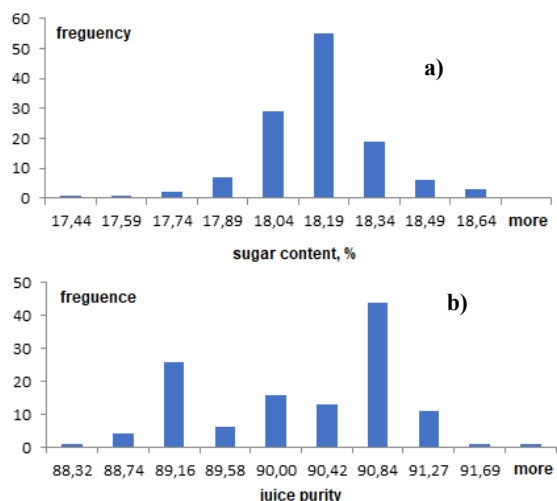 60
freguency
a)
50
40
30
20
10
0
17,44 17,59 17,74 17,89 18,04 18,19 18,34 18,49 18,64 more
sugar content, %
50
freguence
b)
40
30
20
10
0
88,32 88,74 89,16 89,58 90,00 90,42 90,84 91,27 91,69 more
juice purity